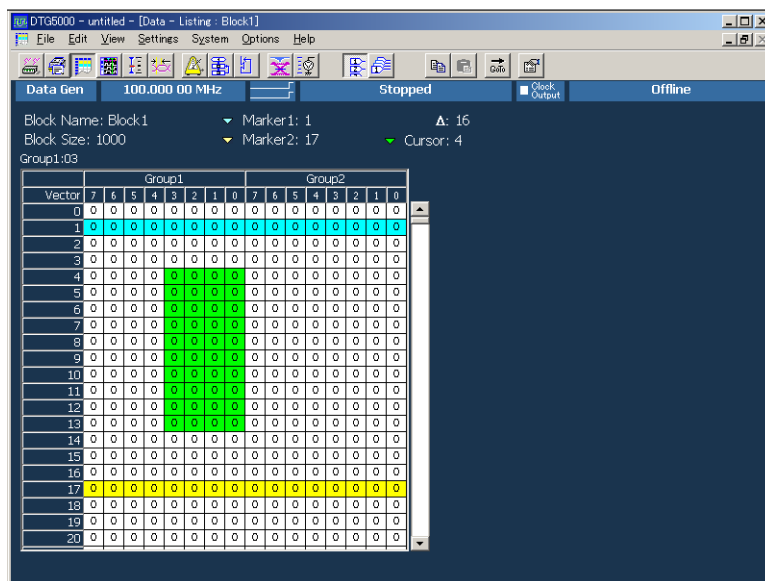 DTG5000 - untitled - [Data - Listing : Block1]
File Edit View Settings System Options Help
GoTo
Data Gen 100.000 00 MHz Stopped Clock Output Offline
Block Name: Block1 Marker1: 1 Δ: 16
Block Size: 1000 Marker2: 17 Cursor: 4
Group1:03
Group1 Group2
Vector 7 6 5 4 3 2 1 0 7 6 5 4 3 2 1 0
0 0 0 0 0 0 0 0 0 0 0 0 0 0 0 0 0
1 0 0 0 0 0 0 0 0 0 0 0 0 0 0 0 0
2 0 0 0 0 0 0 0 0 0 0 0 0 0 0 0 0
3 0 0 0 0 0 0 0 0 0 0 0 0 0 0 0 0
4 0 0 0 0 0 0 0 0 0 0 0 0 0 0 0 0
5 0 0 0 0 0 0 0 0 0 0 0 0 0 0 0 0
6 0 0 0 0 0 0 0 0 0 0 0 0 0 0 0 0
7 0 0 0 0 0 0 0 0 0 0 0 0 0 0 0 0
8 0 0 0 0 0 0 0 0 0 0 0 0 0 0 0 0
9 0 0 0 0 0 0 0 0 0 0 0 0 0 0 0 0
10 0 0 0 0 0 0 0 0 0 0 0 0 0 0 0 0
11 0 0 0 0 0 0 0 0 0 0 0 0 0 0 0 0
12 0 0 0 0 0 0 0 0 0 0 0 0 0 0 0 0
13 0 0 0 0 0 0 0 0 0 0 0 0 0 0 0 0
14 0 0 0 0 0 0 0 0 0 0 0 0 0 0 0 0
15 0 0 0 0 0 0 0 0 0 0 0 0 0 0 0 0
16 0 0 0 0 0 0 0 0 0 0 0 0 0 0 0 0
17 0 0 0 0 0 0 0 0 0 0 0 0 0 0 0 0
18 0 0 0 0 0 0 0 0 0 0 0 0 0 0 0 0
19 0 0 0 0 0 0 0 0 0 0 0 0 0 0 0 0
20 0 0 0 0 0 0 0 0 0 0 0 0 0 0 0 0